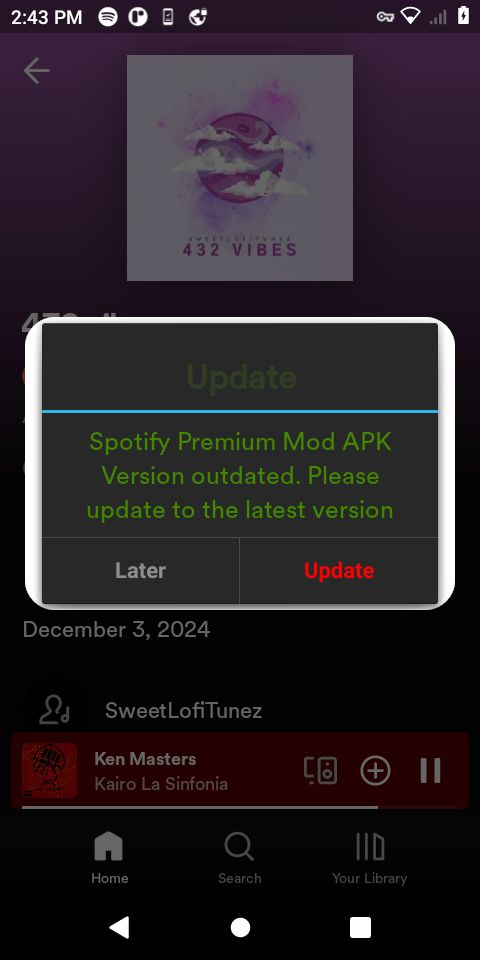 2:43 PM
SWEETLOFITUNEZ
432 VIBES
Update
Spotify Premium Mod APK
Version outdated. Please
update to the latest version
Later
Update
December 3, 2024
SweetLofiTunez
Ken Masters
Kairo La Sinfonia
Home
Search
Your Library